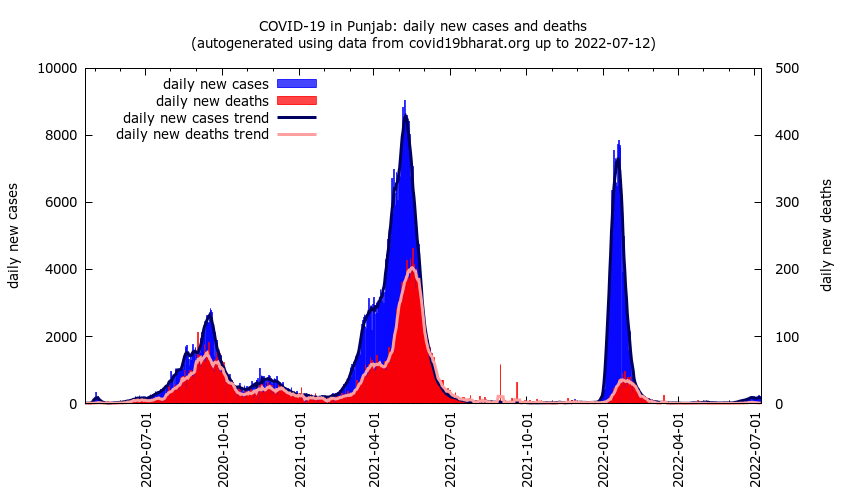 COVID-19 in Punjab: daily new cases and deaths
(autogenerated using data from covid19bharat.org up to 2022-07-12)
daily new cases
daily new deaths
daily new cases trend
daily new deaths trend
10000
8000
6000
4000
2000
0
500
400
300
200
100
0
daily new cases
daily new deaths
2020-07-01
2020-10-01
2021-01-01
2021-04-01
2021-07-01
2021-10-01
2022-01-01
2022-04-01
2022-07-01